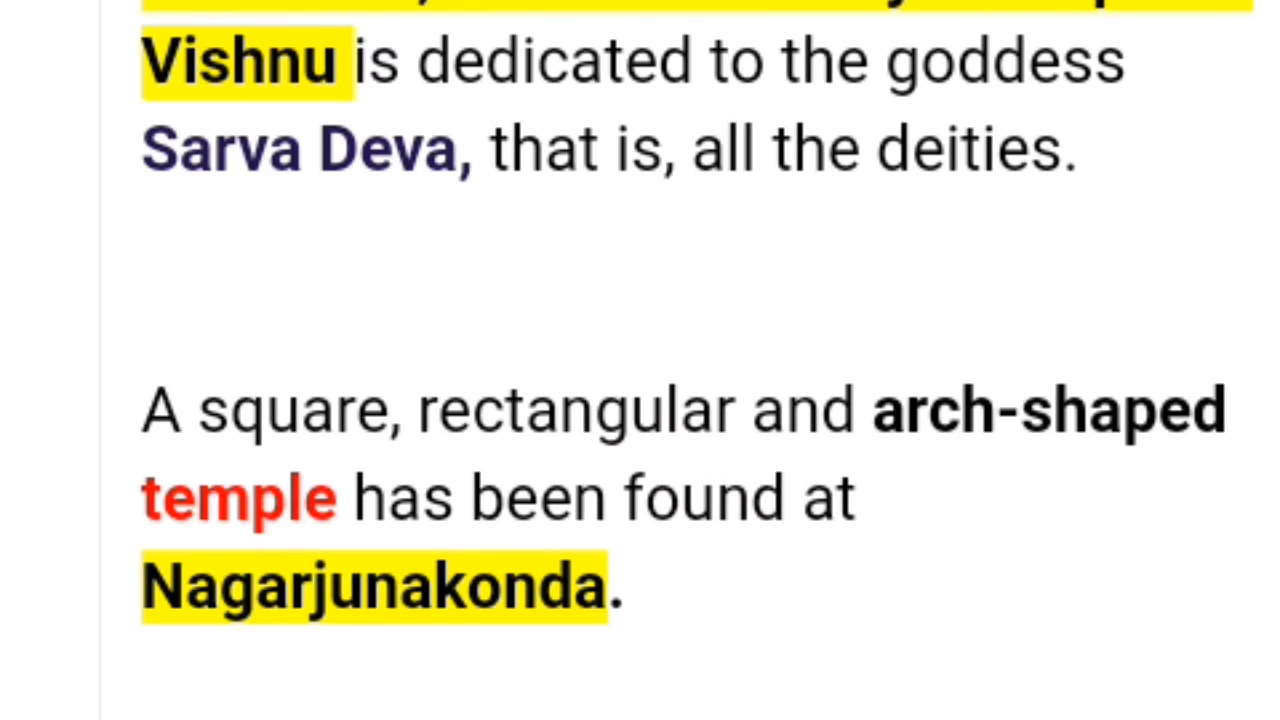 Vishnu is dedicated to the goddess
Sarva Deva, that is, all the deities.
A square, rectangular and arch-shaped
temple has been found at
Nagarjunakonda.